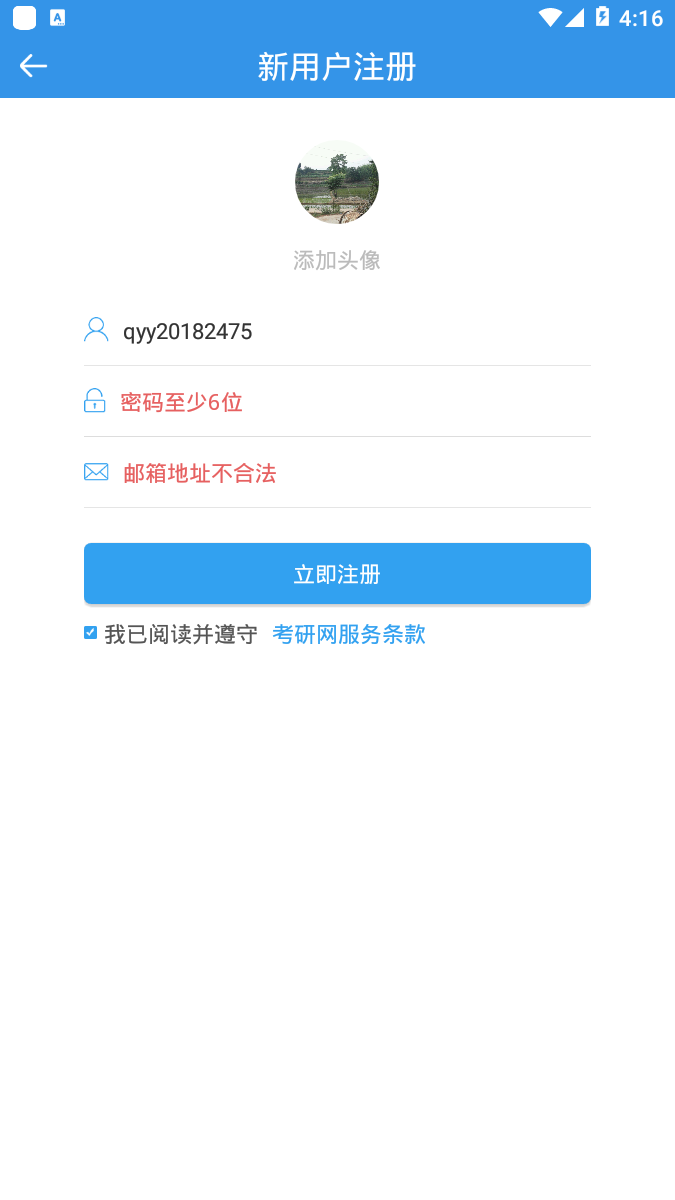 4:16
新用户注册
添加头像
qyy20182475
密码至少6位
邮箱地址不合法
立即注册
我已阅读并遵守 考研网服务条款